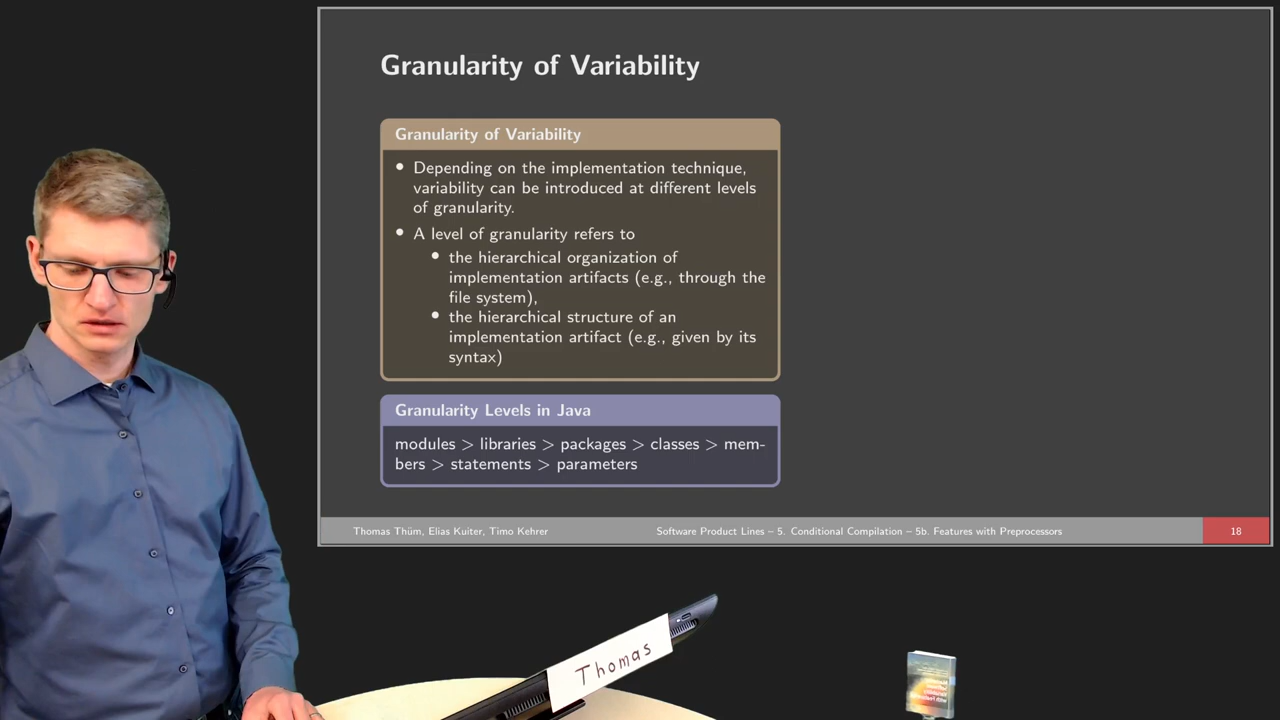 Granularity of Variability
Granularity of Variability
• Depending on the implementation technique,
variability can be introduced at different levels
of granularity.
• A level of granularity refers to
• the hierarchical organization of
implementation artifacts (e.g., through the
file system),
• the hierarchical structure of an
implementation artifact (e.g., given by its
syntax)
Granularity Levels in Java
modules > libraries > packages > classes > mem-
bers > statements > parameters
Thomas Thüm, Elias Kuiter, Timo Kehrer
Software Product Lines – 5. Conditional Compilation – 5b. Features with Preprocessors
18
Thomas